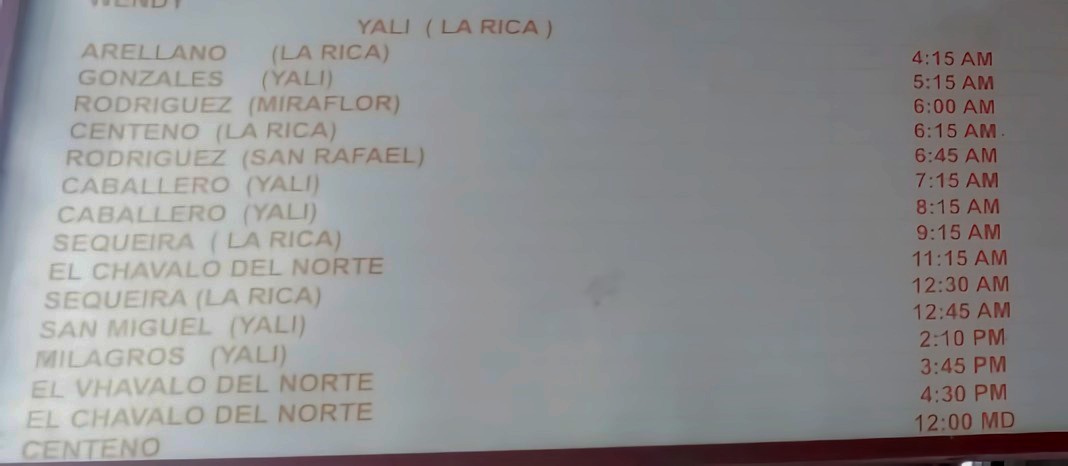 WENDY
YALI ( LA RICA )
ARELLANO (LA RICA) 4:15 AM
GONZALES (YALI) 5:15 AM
RODRIGUEZ (MIRAFLOR) 6:00 AM
CENTENO (LA RICA) 6:15 AM.
RODRIGUEZ (SAN RAFAEL) 6:45 AM
CABALLERO (YALI) 7:15 AM
CABALLERO (YALI) 8:15 AM
SEQUEIRA ( LA RICA) 9:15 AM
EL CHAVALO DEL NORTE 11:15 AM
SEQUEIRA (LA RICA) 12:30 AM
SAN MIGUEL (YALI) 12:45 AM
MILAGROS (YALI) 2:10 PM
EL VHAVALO DEL NORTE 3:45 PM
EL CHAVALO DEL NORTE 4:30 PM
CENTENO 12:00 MD